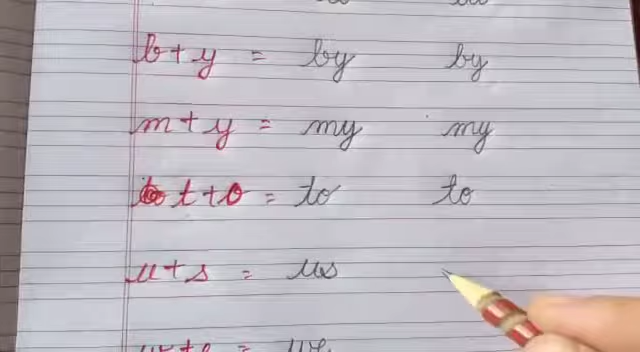 b + y = by by
m + y = my my
t + o = to to
u + s = us